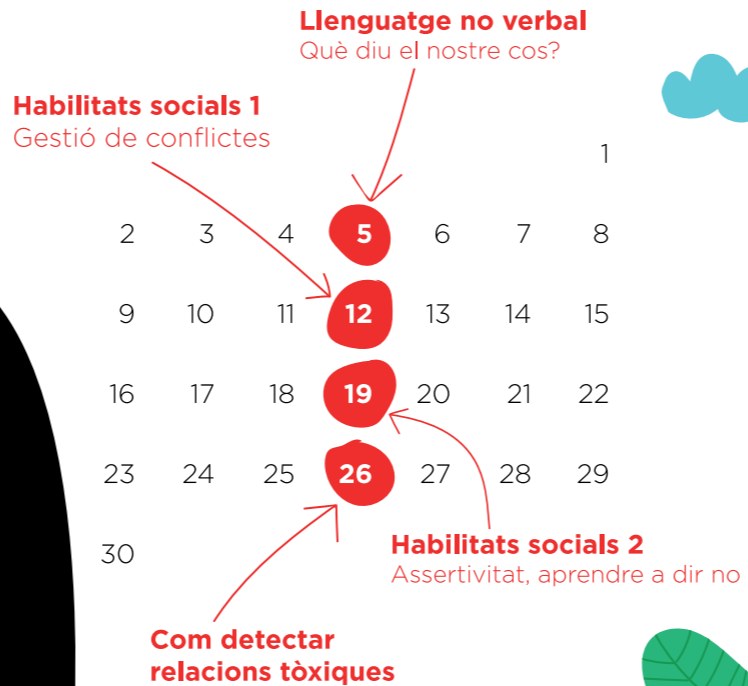 Llenguatge no verbal
Què diu el nostre cos?
Habilitats socials 1
Gestió de conflictes
1
2 3 4 5 6 7 8
9 10 11 12 13 14 15
16 17 18 19 20 21 22
23 24 25 26 27 28 29
30
Habilitats socials 2
Assertivitat, aprendre a dir no
Com detectar
relacions tòxiques